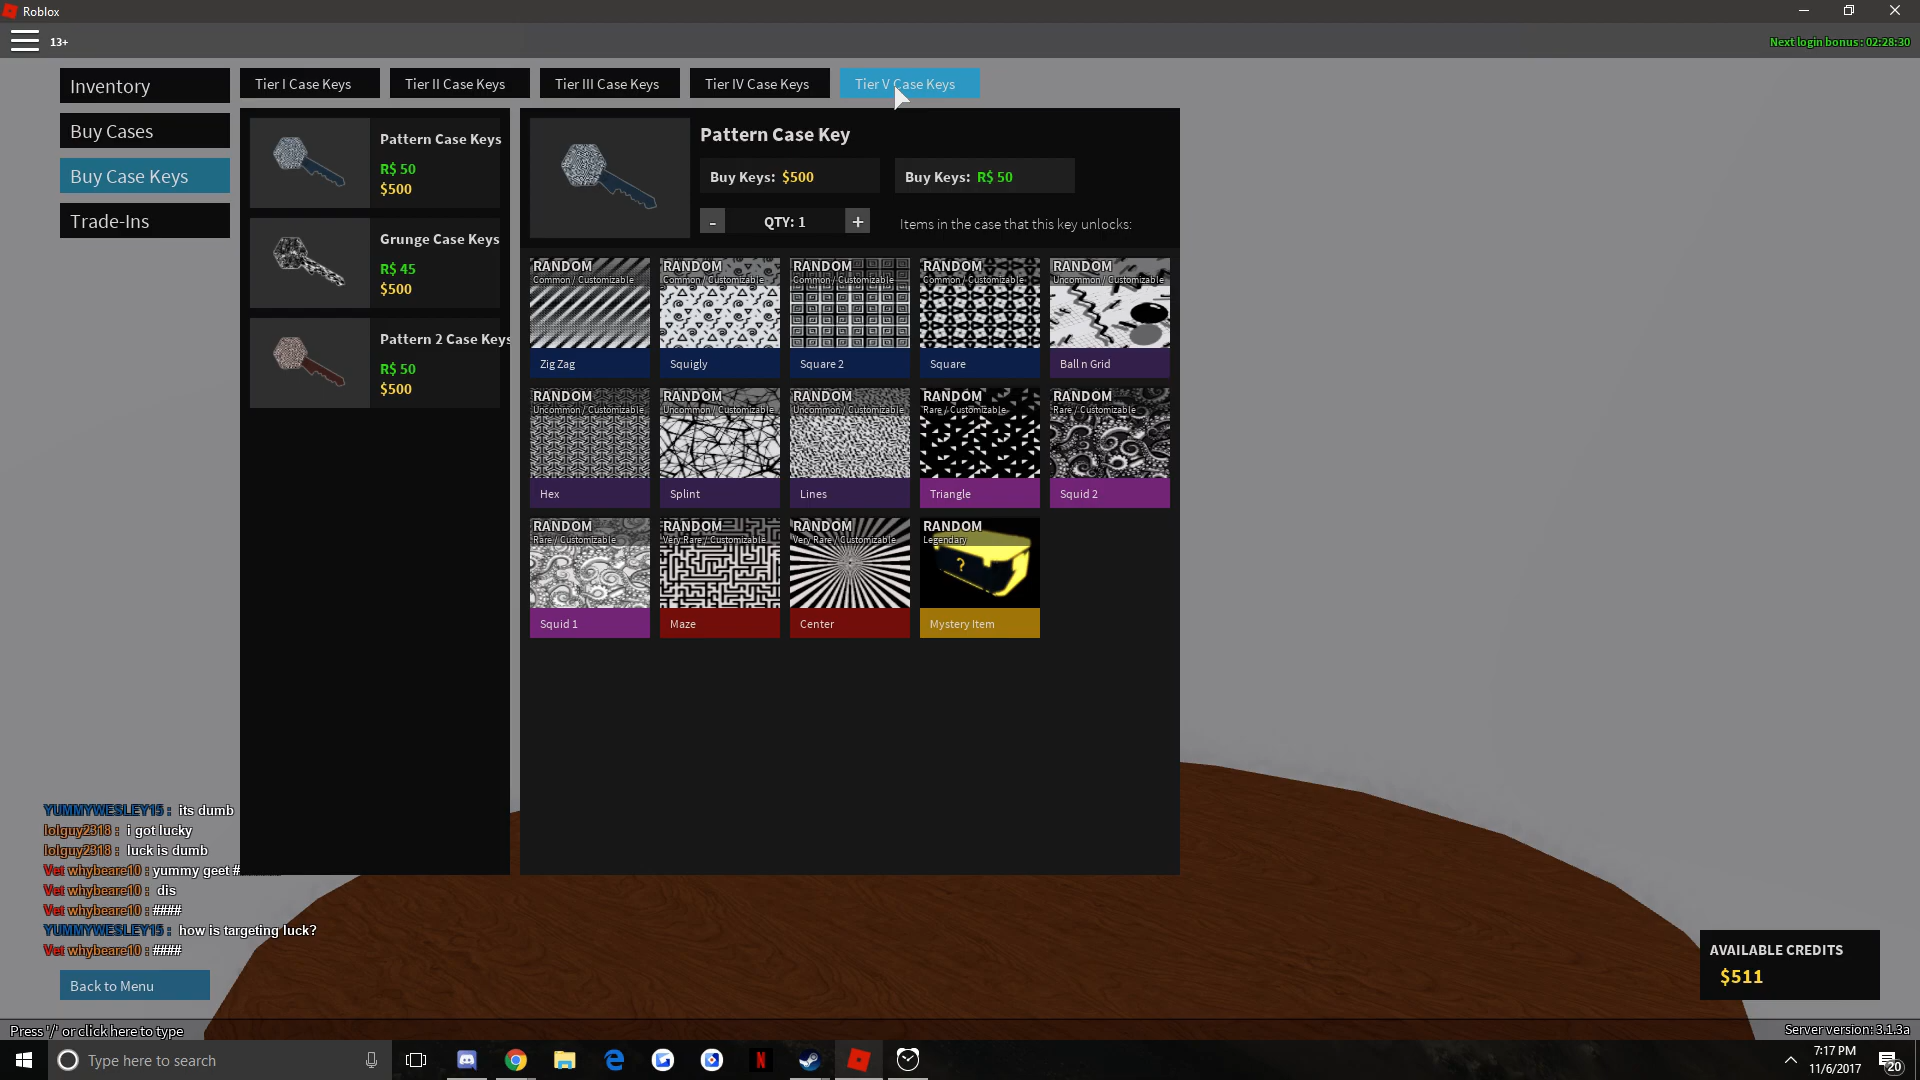 Roblox
13+
Next login bonus : 02:28:30
Inventory
Buy Cases
Buy Case Keys
Trade-Ins
Tier I Case Keys
Tier II Case Keys
Tier III Case Keys
Tier IV Case Keys
Tier V Case Keys
Pattern Case Keys
R$ 50
$500
Grunge Case Keys
R$ 45
$500
Pattern 2 Case Keys
R$ 50
$500
Pattern Case Key
Buy Keys: $500
Buy Keys: R$ 50
- QTY: 1 +
Items in the case that this key unlocks:
RANDOM
Common / Customizable
Zig Zag
RANDOM
Common / Customizable
Squigly
RANDOM
Common / Customizable
Square 2
RANDOM
Common / Customizable
Square
RANDOM
Uncommon / Customizable
Ball n Grid
RANDOM
Uncommon / Customizable
Hex
RANDOM
Uncommon / Customizable
Splint
RANDOM
Uncommon / Customizable
Lines
RANDOM
Rare / Customizable
Triangle
RANDOM
Rare / Customizable
Squid 2
RANDOM
Rare / Customizable
Squid 1
RANDOM
Very Rare / Customizable
Maze
RANDOM
Very Rare / Customizable
Center
RANDOM
Legendary
?
Mystery Item
YUMMYWESLEY15 : its dumb
lolguy2318 : i got lucky
lolguy2318 : luck is dumb
Vet whybeare10 : yummy geet #
Vet whybeare10 : dis
Vet whybeare10 : ####
YUMMYWESLEY15 : how is targeting luck?
Vet whybeare10 : ####
Back to Menu
AVAILABLE CREDITS
$511
Press '/' or click here to type
Server version: 3.1.3a
Type here to search
7:17 PM
11/6/2017
20